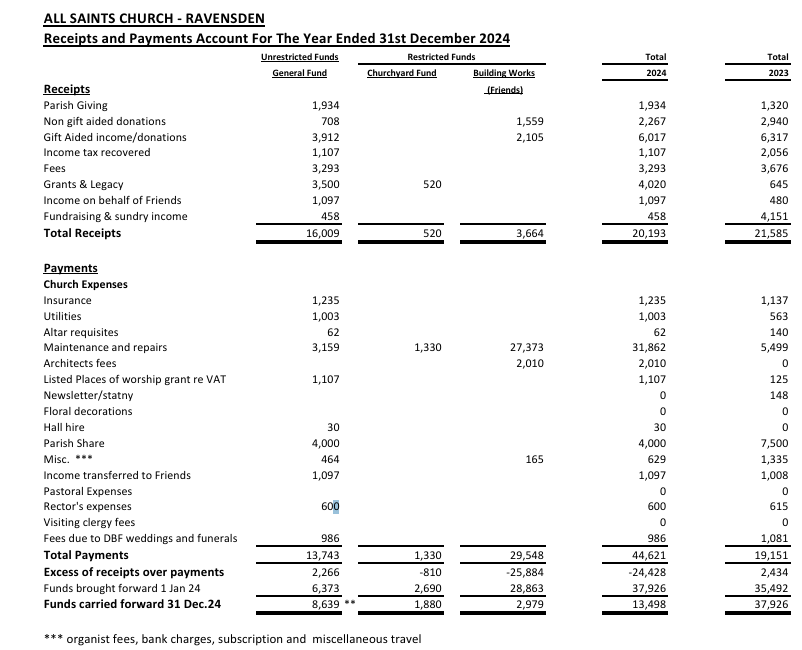 ALL SAINTS CHURCH - RAVENSDEN
Receipts and Payments Account For The Year Ended 31st December 2024
Unrestricted Funds Restricted Funds Total Total
General Fund Churchyard Fund Building Works 2024 2023
Receipts (Friends)
Parish Giving 1,934 1,934 1,320
Non gift aided donations 708 1,559 2,267 2,940
Gift Aided income/donations 3,912 2,105 6,017 6,317
Income tax recovered 1,107 1,107 2,056
Fees 3,293 3,293 3,676
Grants & Legacy 3,500 520 4,020 645
Income on behalf of Friends 1,097 1,097 480
Fundraising & sundry income 458 458 4,151
Total Receipts 16,009 520 3,664 20,193 21,585
Payments
Church Expenses
Insurance 1,235 1,235 1,137
Utilities 1,003 1,003 563
Altar requisites 62 62 140
Maintenance and repairs 3,159 1,330 27,373 31,862 5,499
Architects fees 2,010 2,010 0
Listed Places of worship grant re VAT 1,107 1,107 125
Newsletter/statny 0 148
Floral decorations 0 0
Hall hire 30 30 0
Parish Share 4,000 4,000 7,500
Misc. *** 464 165 629 1,335
Income transferred to Friends 1,097 1,097 1,008
Pastoral Expenses 0 0
Rector's expenses 600 600 615
Visiting clergy fees 0 0
Fees due to DBF weddings and funerals 986 986 1,081
Total Payments 13,743 1,330 29,548 44,621 19,151
Excess of receipts over payments 2,266 -810 -25,884 -24,428 2,434
Funds brought forward 1 Jan 24 6,373 2,690 28,863 37,926 35,492
Funds carried forward 31 Dec.24 8,639 ** 1,880 2,979 13,498 37,926
*** organist fees, bank charges, subscription and miscellaneous travel